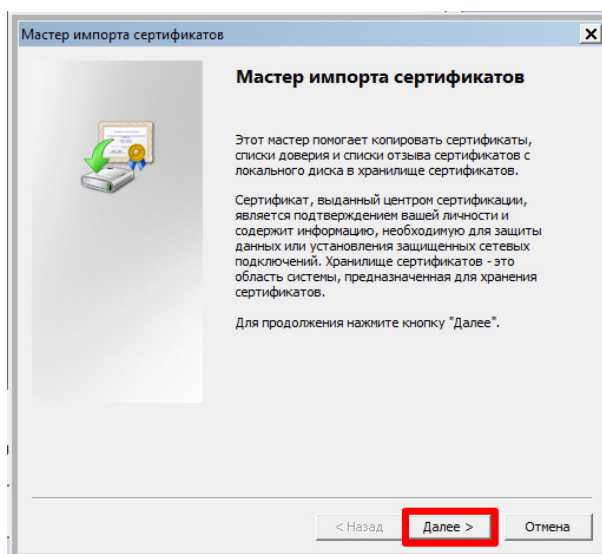 Мастер импорта сертификатов
Мастер импорта сертификатов
Этот мастер помогает копировать сертификаты,
списки доверия и списки отзыва сертификатов с
локального диска в хранилище сертификатов.
Сертификат, выданный центром сертификации,
является подтверждением вашей личности и
содержит информацию, необходимую для защиты
данных или установления защищенных сетевых
подключений. Хранилище сертификатов - это
область системы, предназначенная для хранения
сертификатов.
Для продолжения нажмите кнопку "Далее".
< Назад Далее > Отмена